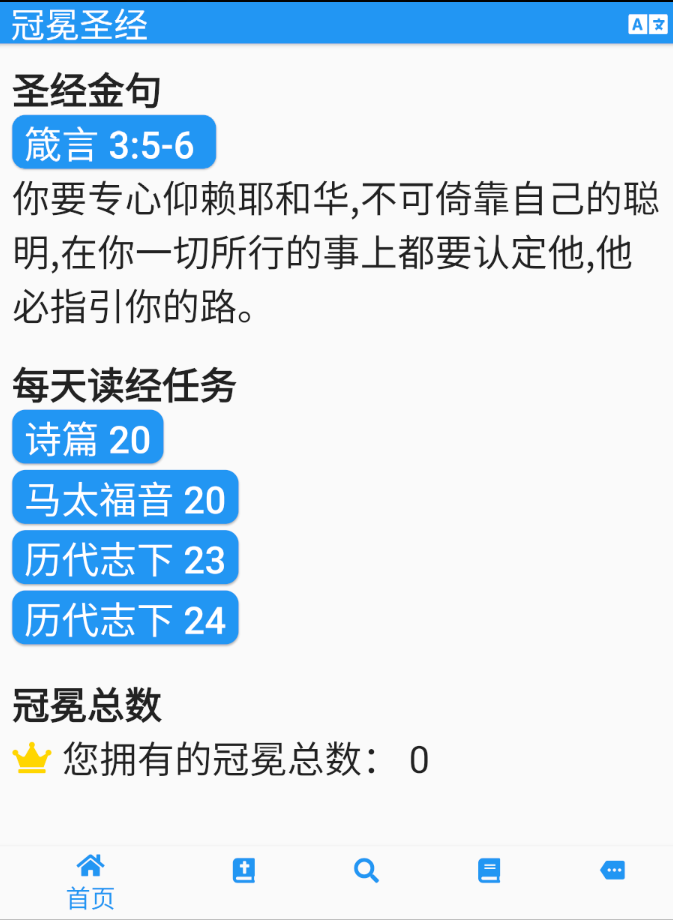 冠冕圣经
圣经金句
箴言 3:5-6
你要专心仰赖耶和华,不可倚靠自己的聪
明,在你一切所行的事上都要认定他,他
必指引你的路。
每天读经任务
诗篇 20
马太福音 20
历代志下 23
历代志下 24
冠冕总数
您拥有的冠冕总数： 0
首页